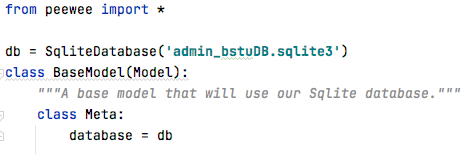 from peewee import *
db = SqliteDatabase('admin_bstuDB.sqlite3')
class BaseModel(Model):
    """A base model that will use our Sqlite database."""
    class Meta:
        database = db